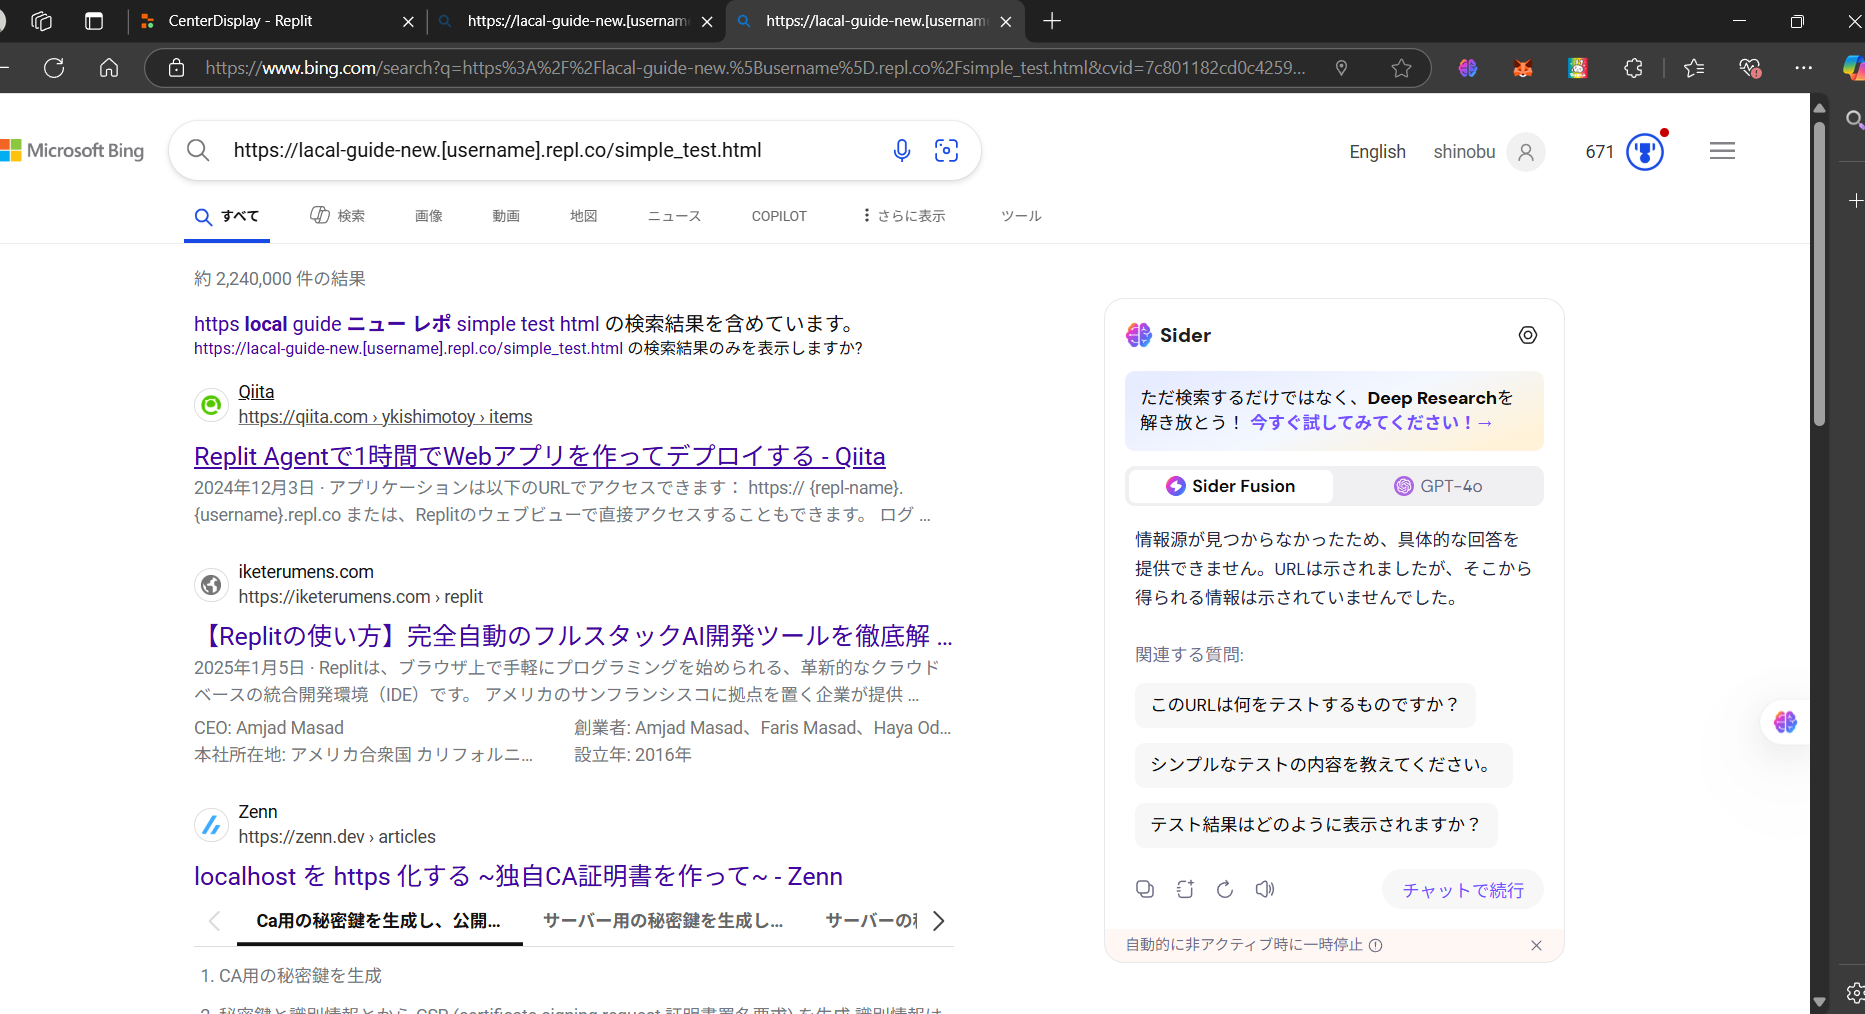 CenterDisplay - Replit
https://lacal-guide-new.[usernam
https://lacal-guide-new.[usernam
https://www.bing.com/search?q=https%3A%2F%2Flacal-guide-new.%5Busername%5D.repl.co%2Fsimple_test.html&cvid=7c801182cd0c4259...
Microsoft Bing
https://lacal-guide-new.[username].repl.co/simple_test.html
English
shinobu
671
すべて
検索
画像
動画
地図
ニュース
COPILOT
さらに表示
ツール
約 2,240,000 件の結果
https local guide ニュー レポ simple test html の検索結果を含めています。
https://lacal-guide-new.[username].repl.co/simple_test.html の検索結果のみを表示しますか?
Qiita
https://qiita.com › ykishimotoy › items
Replit Agentで1時間でWebアプリを作ってデプロイする - Qiita
2024年12月3日 · アプリケーションは以下のURLでアクセスできます： https:// {repl-name}.
{username}.repl.co または、Replitのウェブビューで直接アクセスすることもできます。 ログ ...
iketerumens.com
https://iketerumens.com › replit
【Replitの使い方】完全自動のフルスタックAI開発ツールを徹底解 ...
2025年1月5日 · Replitは、ブラウザ上で手軽にプログラミングを始められる、革新的なクラウド
ベースの統合開発環境（IDE）です。 アメリカのサンフランシスコに拠点を置く企業が提供 ...
CEO: Amjad Masad
創業者: Amjad Masad、Faris Masad、Haya Od...
本社所在地: アメリカ合衆国 カリフォルニ...
設立年: 2016年
Zenn
https://zenn.dev › articles
localhost を https 化する ~独自CA証明書を作って~ - Zenn
Ca用の秘密鍵を生成し、公開...
サーバー用の秘密鍵を生成し...
サーバーの
1. CA用の秘密鍵を生成
2. 秘密鍵と識別情報とから CSR (certificate signing request 証明書署名要求) を生成 識別情報は
Sider
ただ検索するだけではなく、Deep Researchを
解き放とう！ 今すぐ試してみてください！→
Sider Fusion
GPT-4o
情報源が見つからなかったため、具体的な回答を
提供できません。URLは示されましたが、そこから
得られる情報は示されていませんでした。
関連する質問:
このURLは何をテストするものですか？
シンプルなテストの内容を教えてください。
テスト結果はどのように表示されますか？
チャットで続行
自動的に非アクティブ時に一時停止